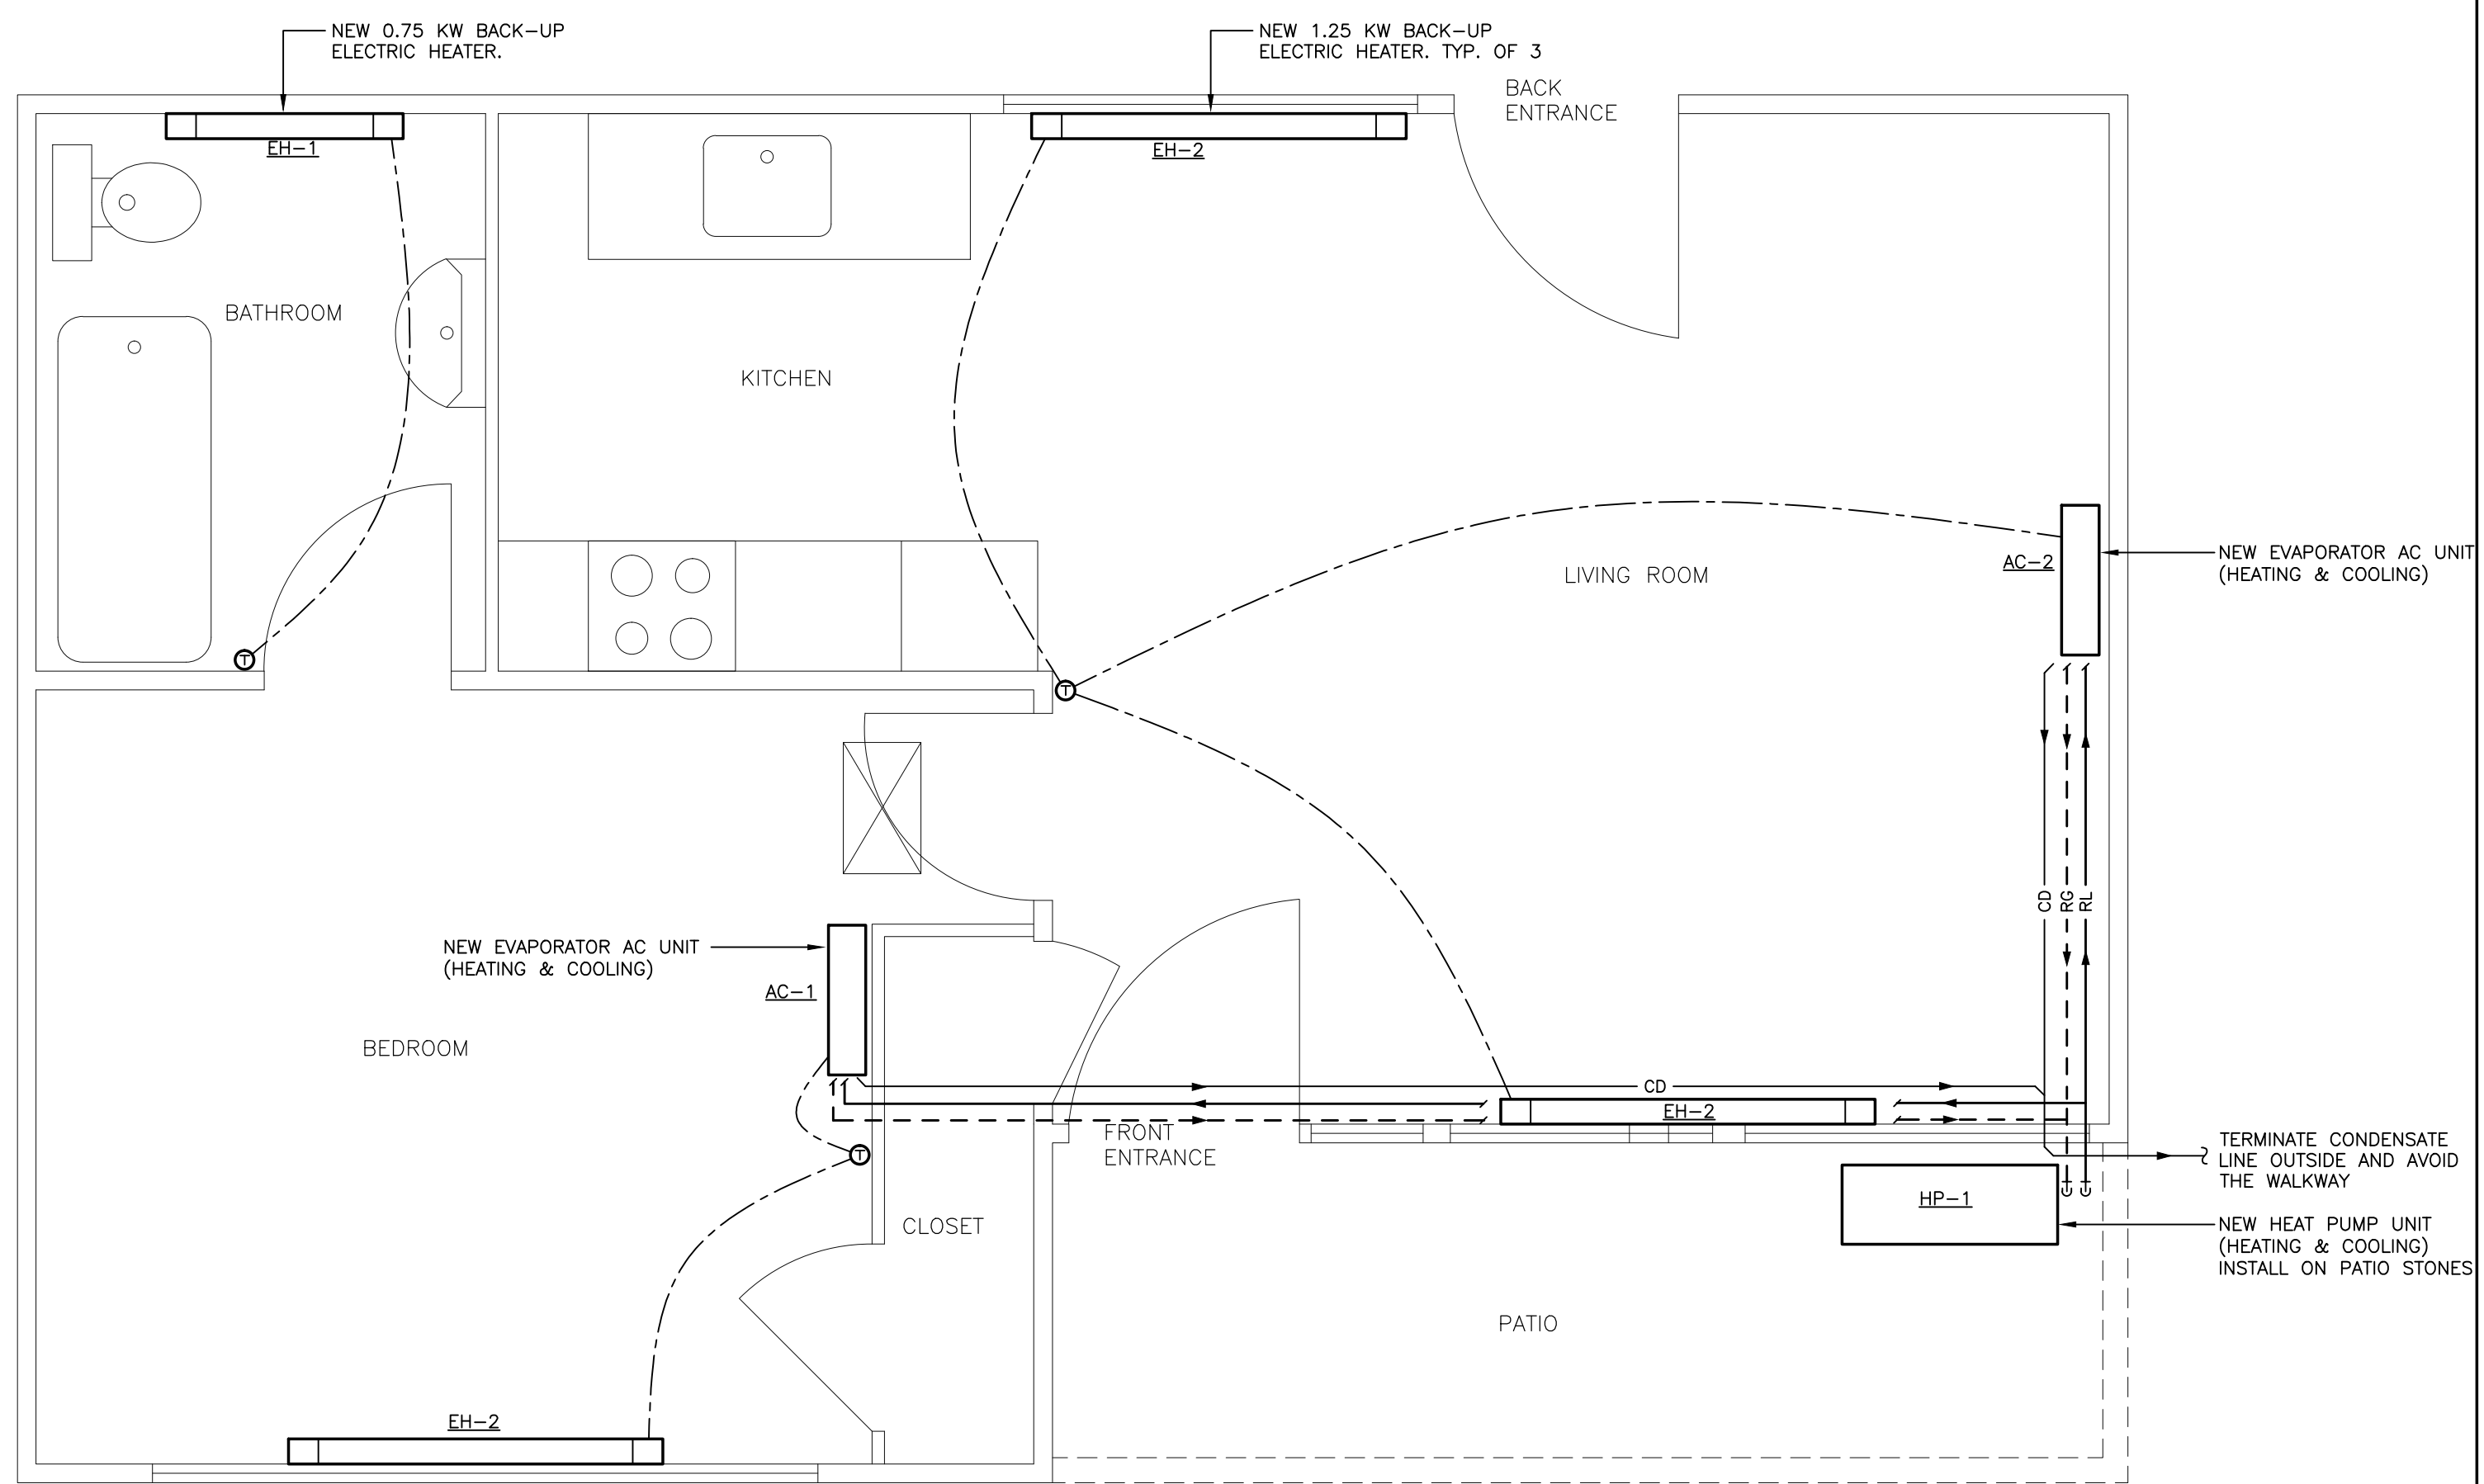 NEW 0.75 KW BACK-UP
ELECTRIC HEATER.
NEW 1.25 KW BACK-UP
ELECTRIC HEATER. TYP. OF 3
BACK
ENTRANCE
EH-1
EH-2
BATHROOM
KITCHEN
LIVING ROOM
AC-2
NEW EVAPORATOR AC UNIT
(HEATING & COOLING)
T
T
CD
RG
RL
NEW EVAPORATOR AC UNIT
(HEATING & COOLING)
AC-1
BEDROOM
CD
EH-2
FRONT
ENTRANCE
T
TERMINATE CONDENSATE
LINE OUTSIDE AND AVOID
THE WALKWAY
HP-1
CLOSET
NEW HEAT PUMP UNIT
(HEATING & COOLING)
INSTALL ON PATIO STONES
PATIO
EH-2